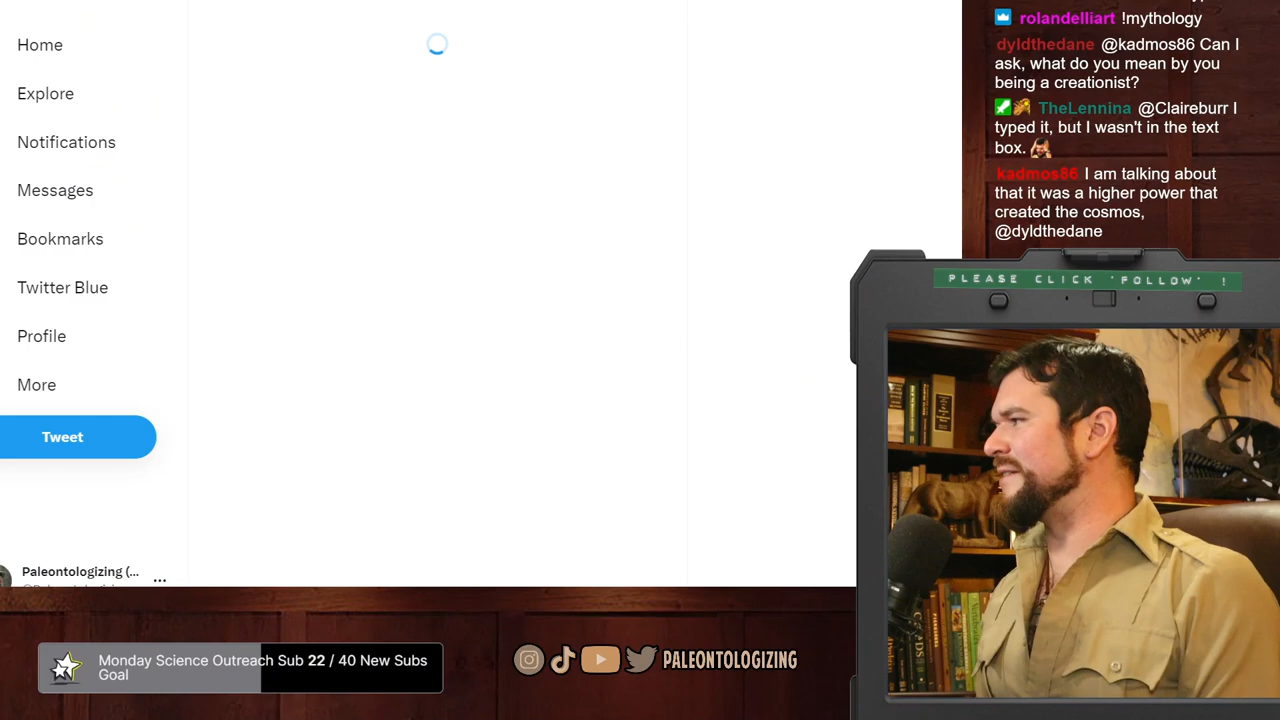 Home
Explore
Notifications
Messages
Bookmarks
Twitter Blue
Profile
More
Tweet
Paleontologizing (...
rolandelliart !mythology
dyldthedane @kadmos86 Can I
ask, what do you mean by you
being a creationist?
TheLennina @Claireburr I
typed it, but I wasn't in the text
box.
kadmos86 I am talking about
that it was a higher power that
created the cosmos,
@dyldthedane
PLEASE CLICK 'FOLLOW' !
Monday Science Outreach Sub 22 / 40 New Subs
Goal
PALEONTOLOGIZING